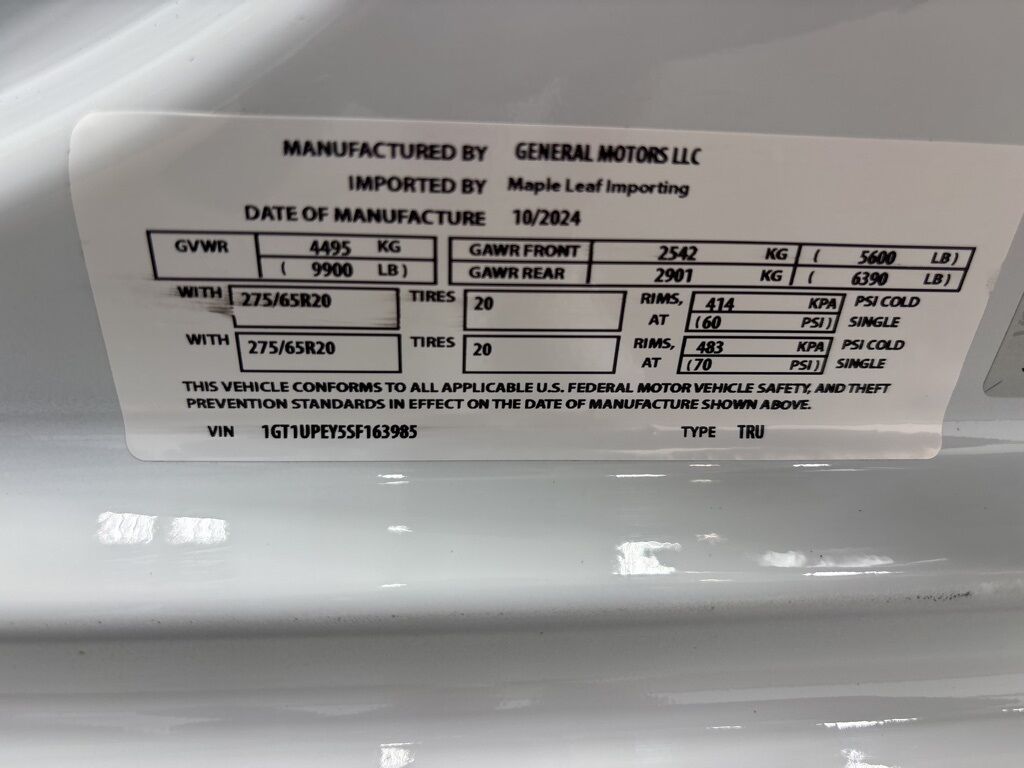 MANUFACTURED BY GENERAL MOTORS LLC
IMPORTED BY Maple Leaf Importing
DATE OF MANUFACTURE 10/2024
GVWR 4495 KG GAWR FRONT 2542 KG ( 5600 LB )
( 9900 LB ) GAWR REAR 2901 KG ( 6390 LB )
WITH 275/65R20 TIRES 20 RIMS, 414 KPA PSI COLD
AT (60 PSI) SINGLE
WITH 275/65R20 TIRES 20 RIMS, 483 KPA PSI COLD
AT (70 PSI) SINGLE
THIS VEHICLE CONFORMS TO ALL APPLICABLE U.S. FEDERAL MOTOR VEHICLE SAFETY, AND THEFT
PREVENTION STANDARDS IN EFFECT ON THE DATE OF MANUFACTURE SHOWN ABOVE.
VIN 1GT1UPEY5SF163985 TYPE TRU